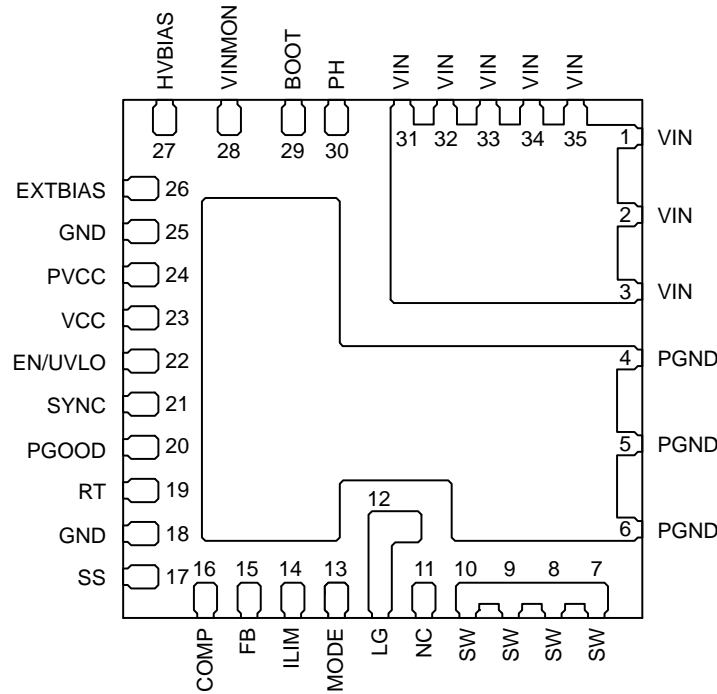 HVBIAS
VINMON
BOOT
PH
VIN
VIN
VIN
VIN
VIN
27
28
29
30
31
32
33
34
35
1 VIN
2 VIN
3 VIN
4 PGND
5 PGND
6 PGND
EXTBIAS 26
GND 25
PVCC 24
VCC 23
EN/UVLO 22
SYNC 21
PGOOD 20
RT 19
GND 18
SS 17
12
16
15
14
13
11
10
9
8
7
COMP
FB
ILIM
MODE
LG
NC
SW
SW
SW
SW